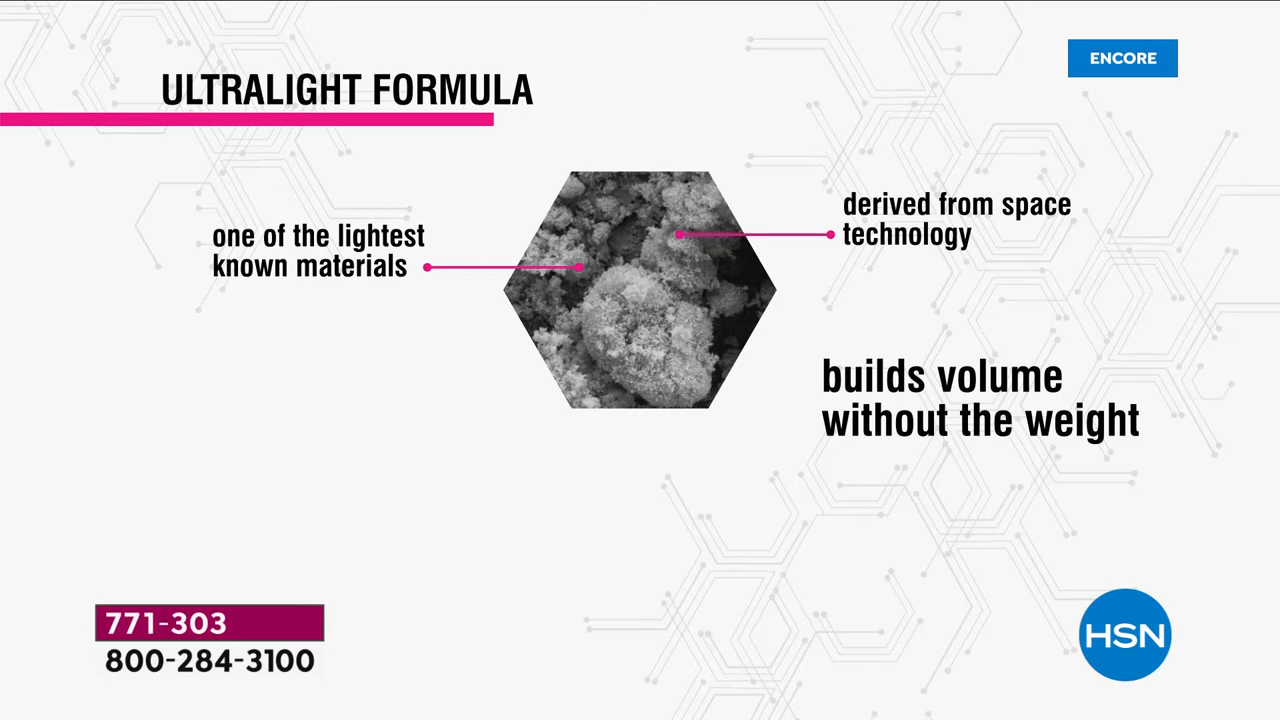 ENCORE
ULTRALIGHT FORMULA
one of the lightest
known materials
derived from space
technology
builds volume
without the weight
771-303
800-284-3100
HSN